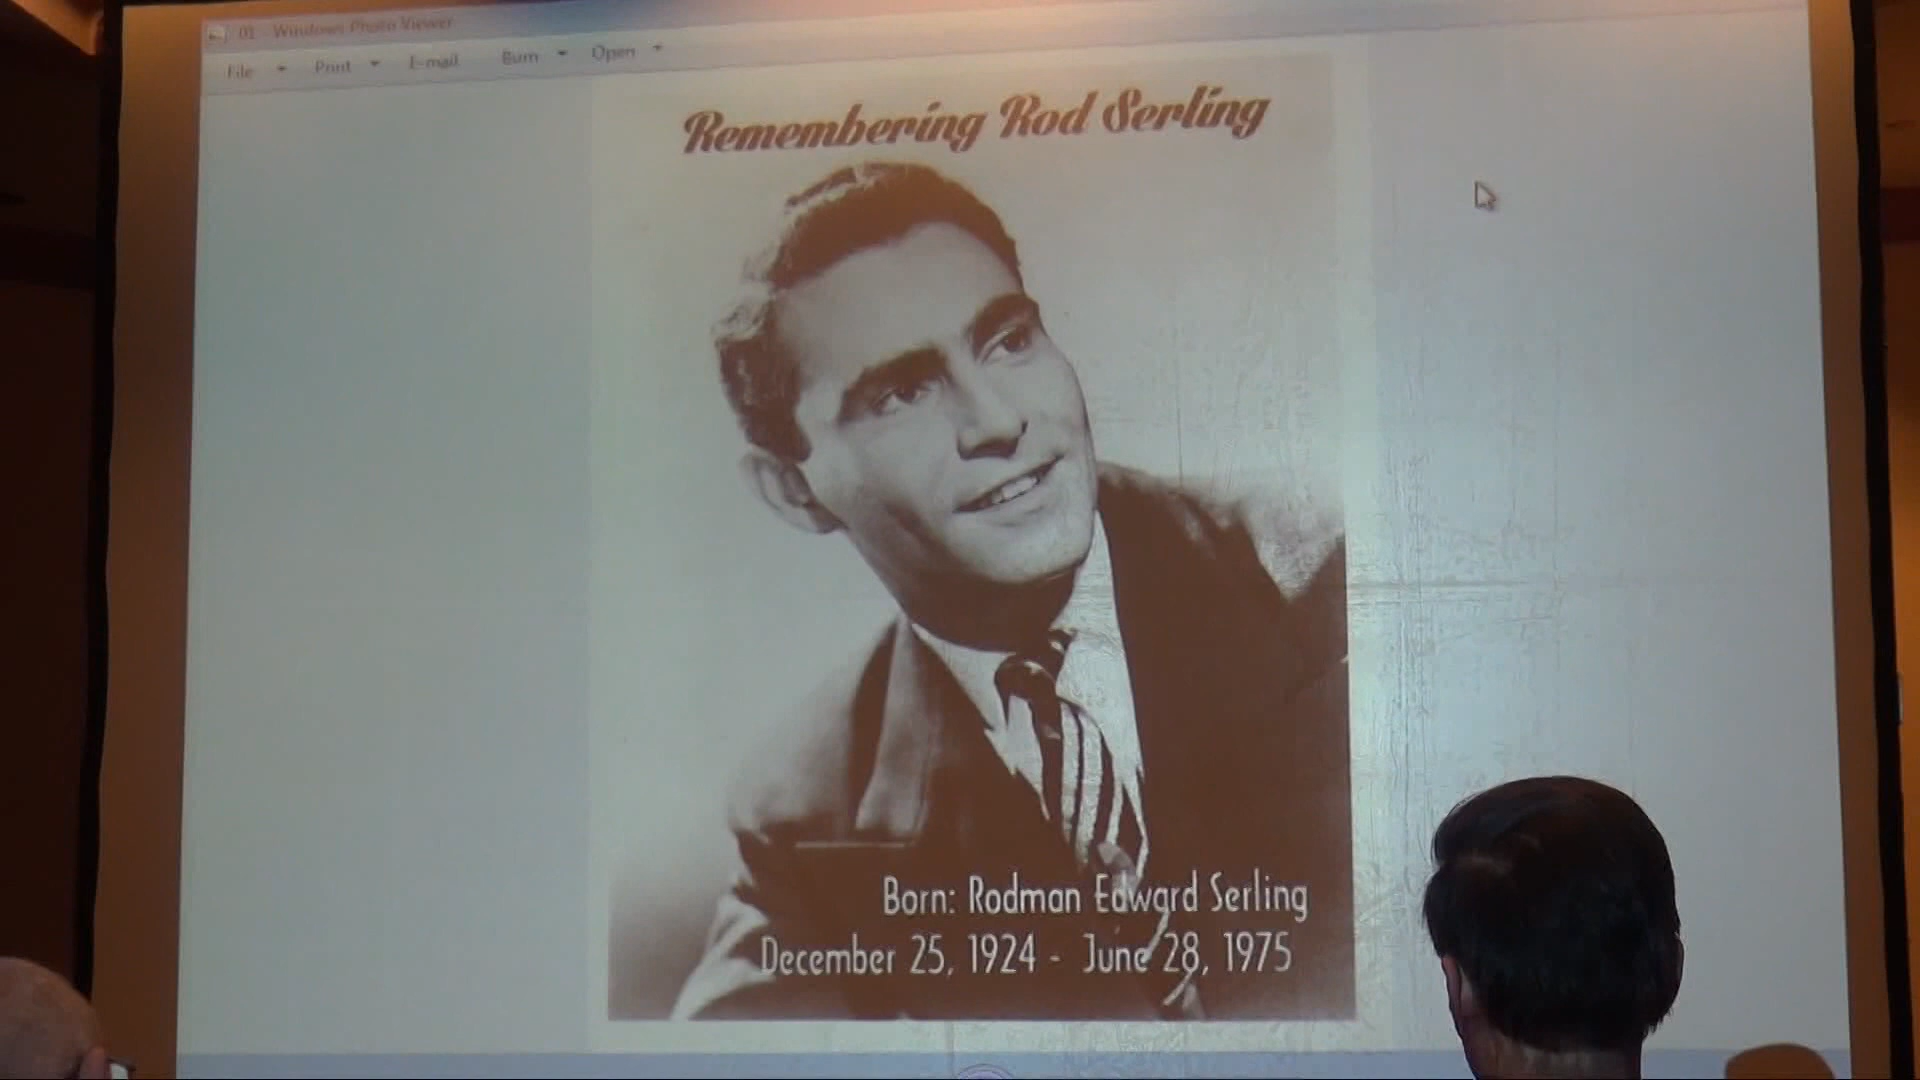 01 - Windows Photo Viewer
File Print E-mail Burn Open
Remembering Rod Serling
Born: Rodman Edward Serling
December 25, 1924 - June 28, 1975